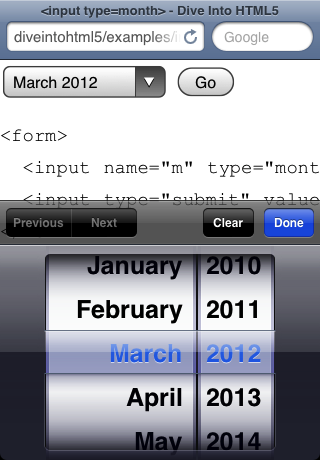 <input type=month> - Dive Into HTML5
diveintohtml5/examples/i
Google
March 2012
Go
<form>
<input name="m" type="mont
<input type="submit" value
Previous
Next
Clear
Done
January 2010
February 2011
March 2012
April 2013
May 2014